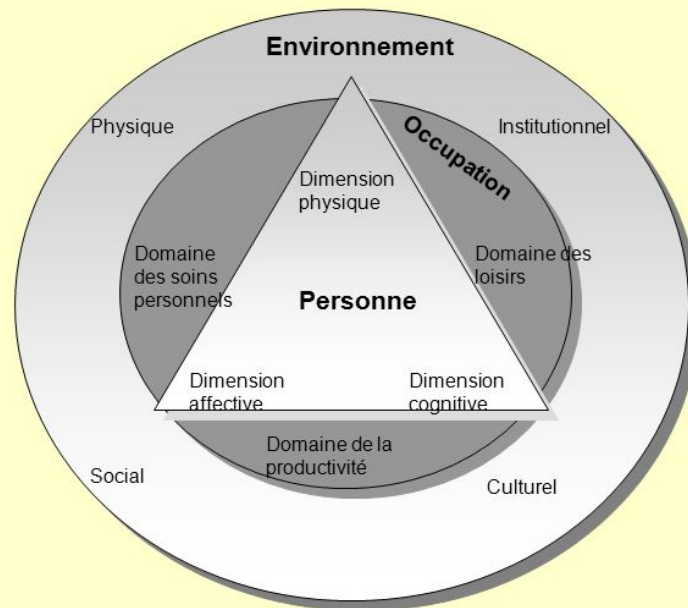 Environnement
Physique
Institutionnel
Occupation
Dimension
physique
Domaine
des soins
personnels
Domaine des
loisirs
Personne
Dimension
affective
Dimension
cognitive
Domaine de la
productivité
Social
Culturel